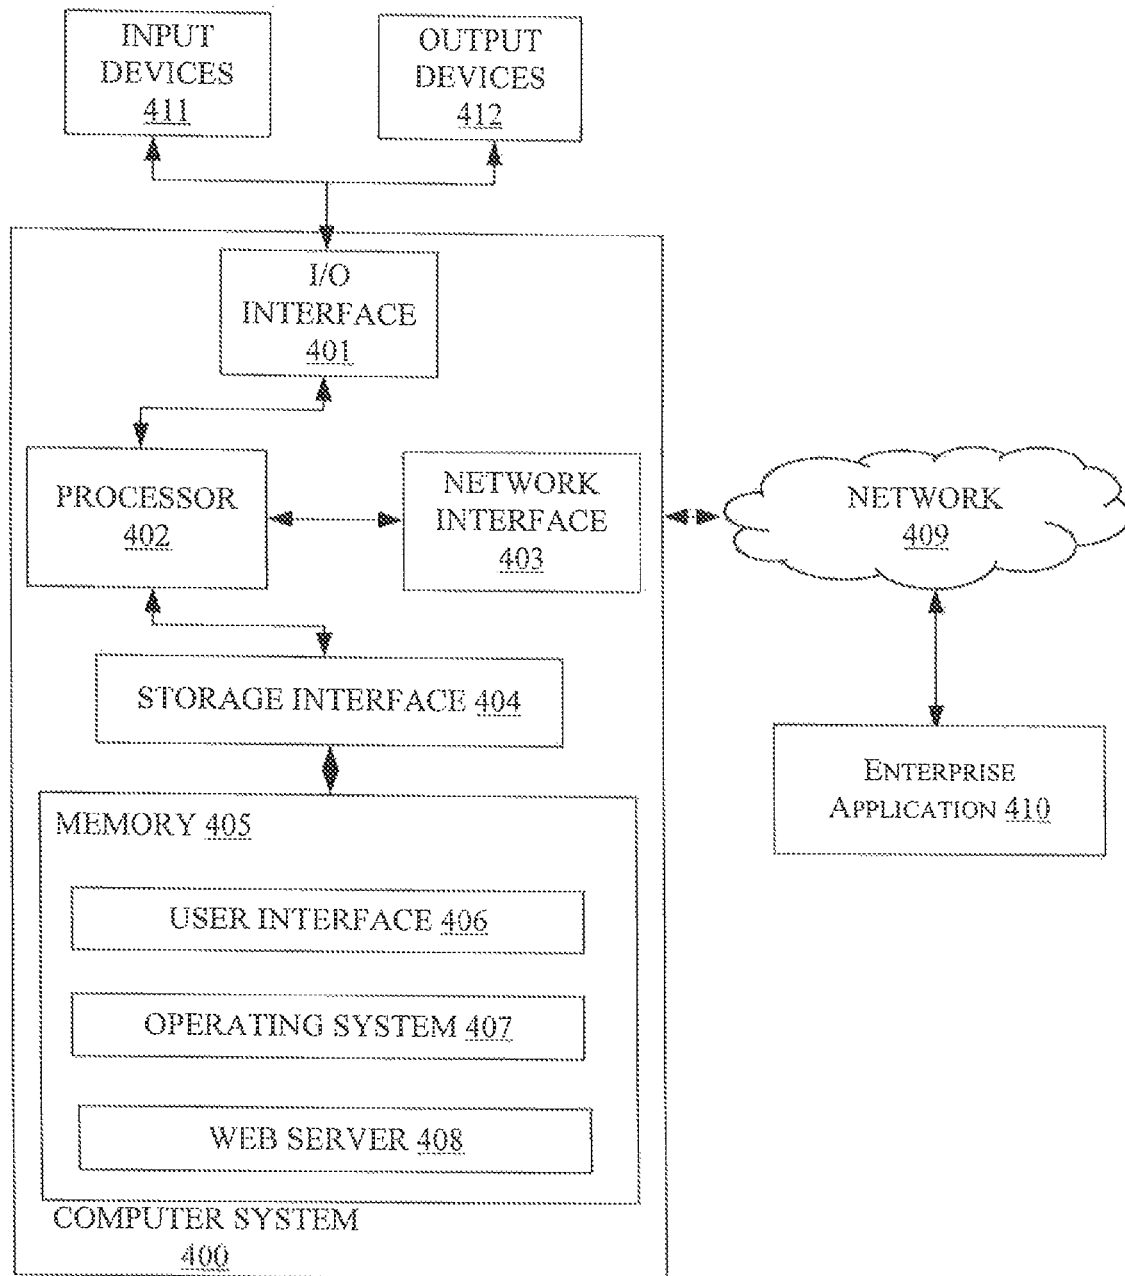 INPUT
DEVICES
411
OUTPUT
DEVICES
412
I/O
INTERFACE
401
PROCESSOR
402
NETWORK
INTERFACE
403
NETWORK
409
STORAGE INTERFACE 404
ENTERPRISE
APPLICATION 410
MEMORY 405
USER INTERFACE 406
OPERATING SYSTEM 407
WEB SERVER 408
COMPUTER SYSTEM
400